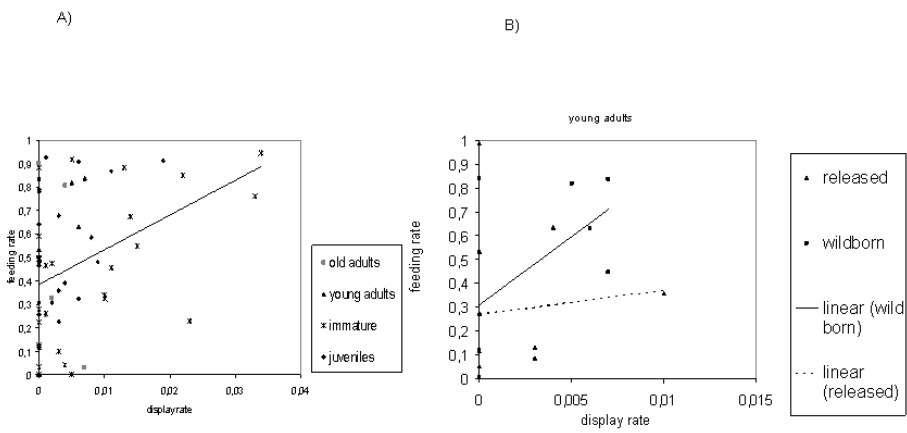 A)
B)
young adults
1
0,9
0,8
0,7
0,6
0,5
0,4
0,3
0,2
0,1
0
feeding rate
0
0,01
0,02
0,03
0,04
display rate
old adults
young adults
immature
juveniles
1
0,9
0,8
0,7
0,6
0,5
0,4
0,3
0,2
0,1
0
feeding rate
0
0,005
0,01
0,015
display rate
released
wildborn
linear (wild
born)
linear
(released)